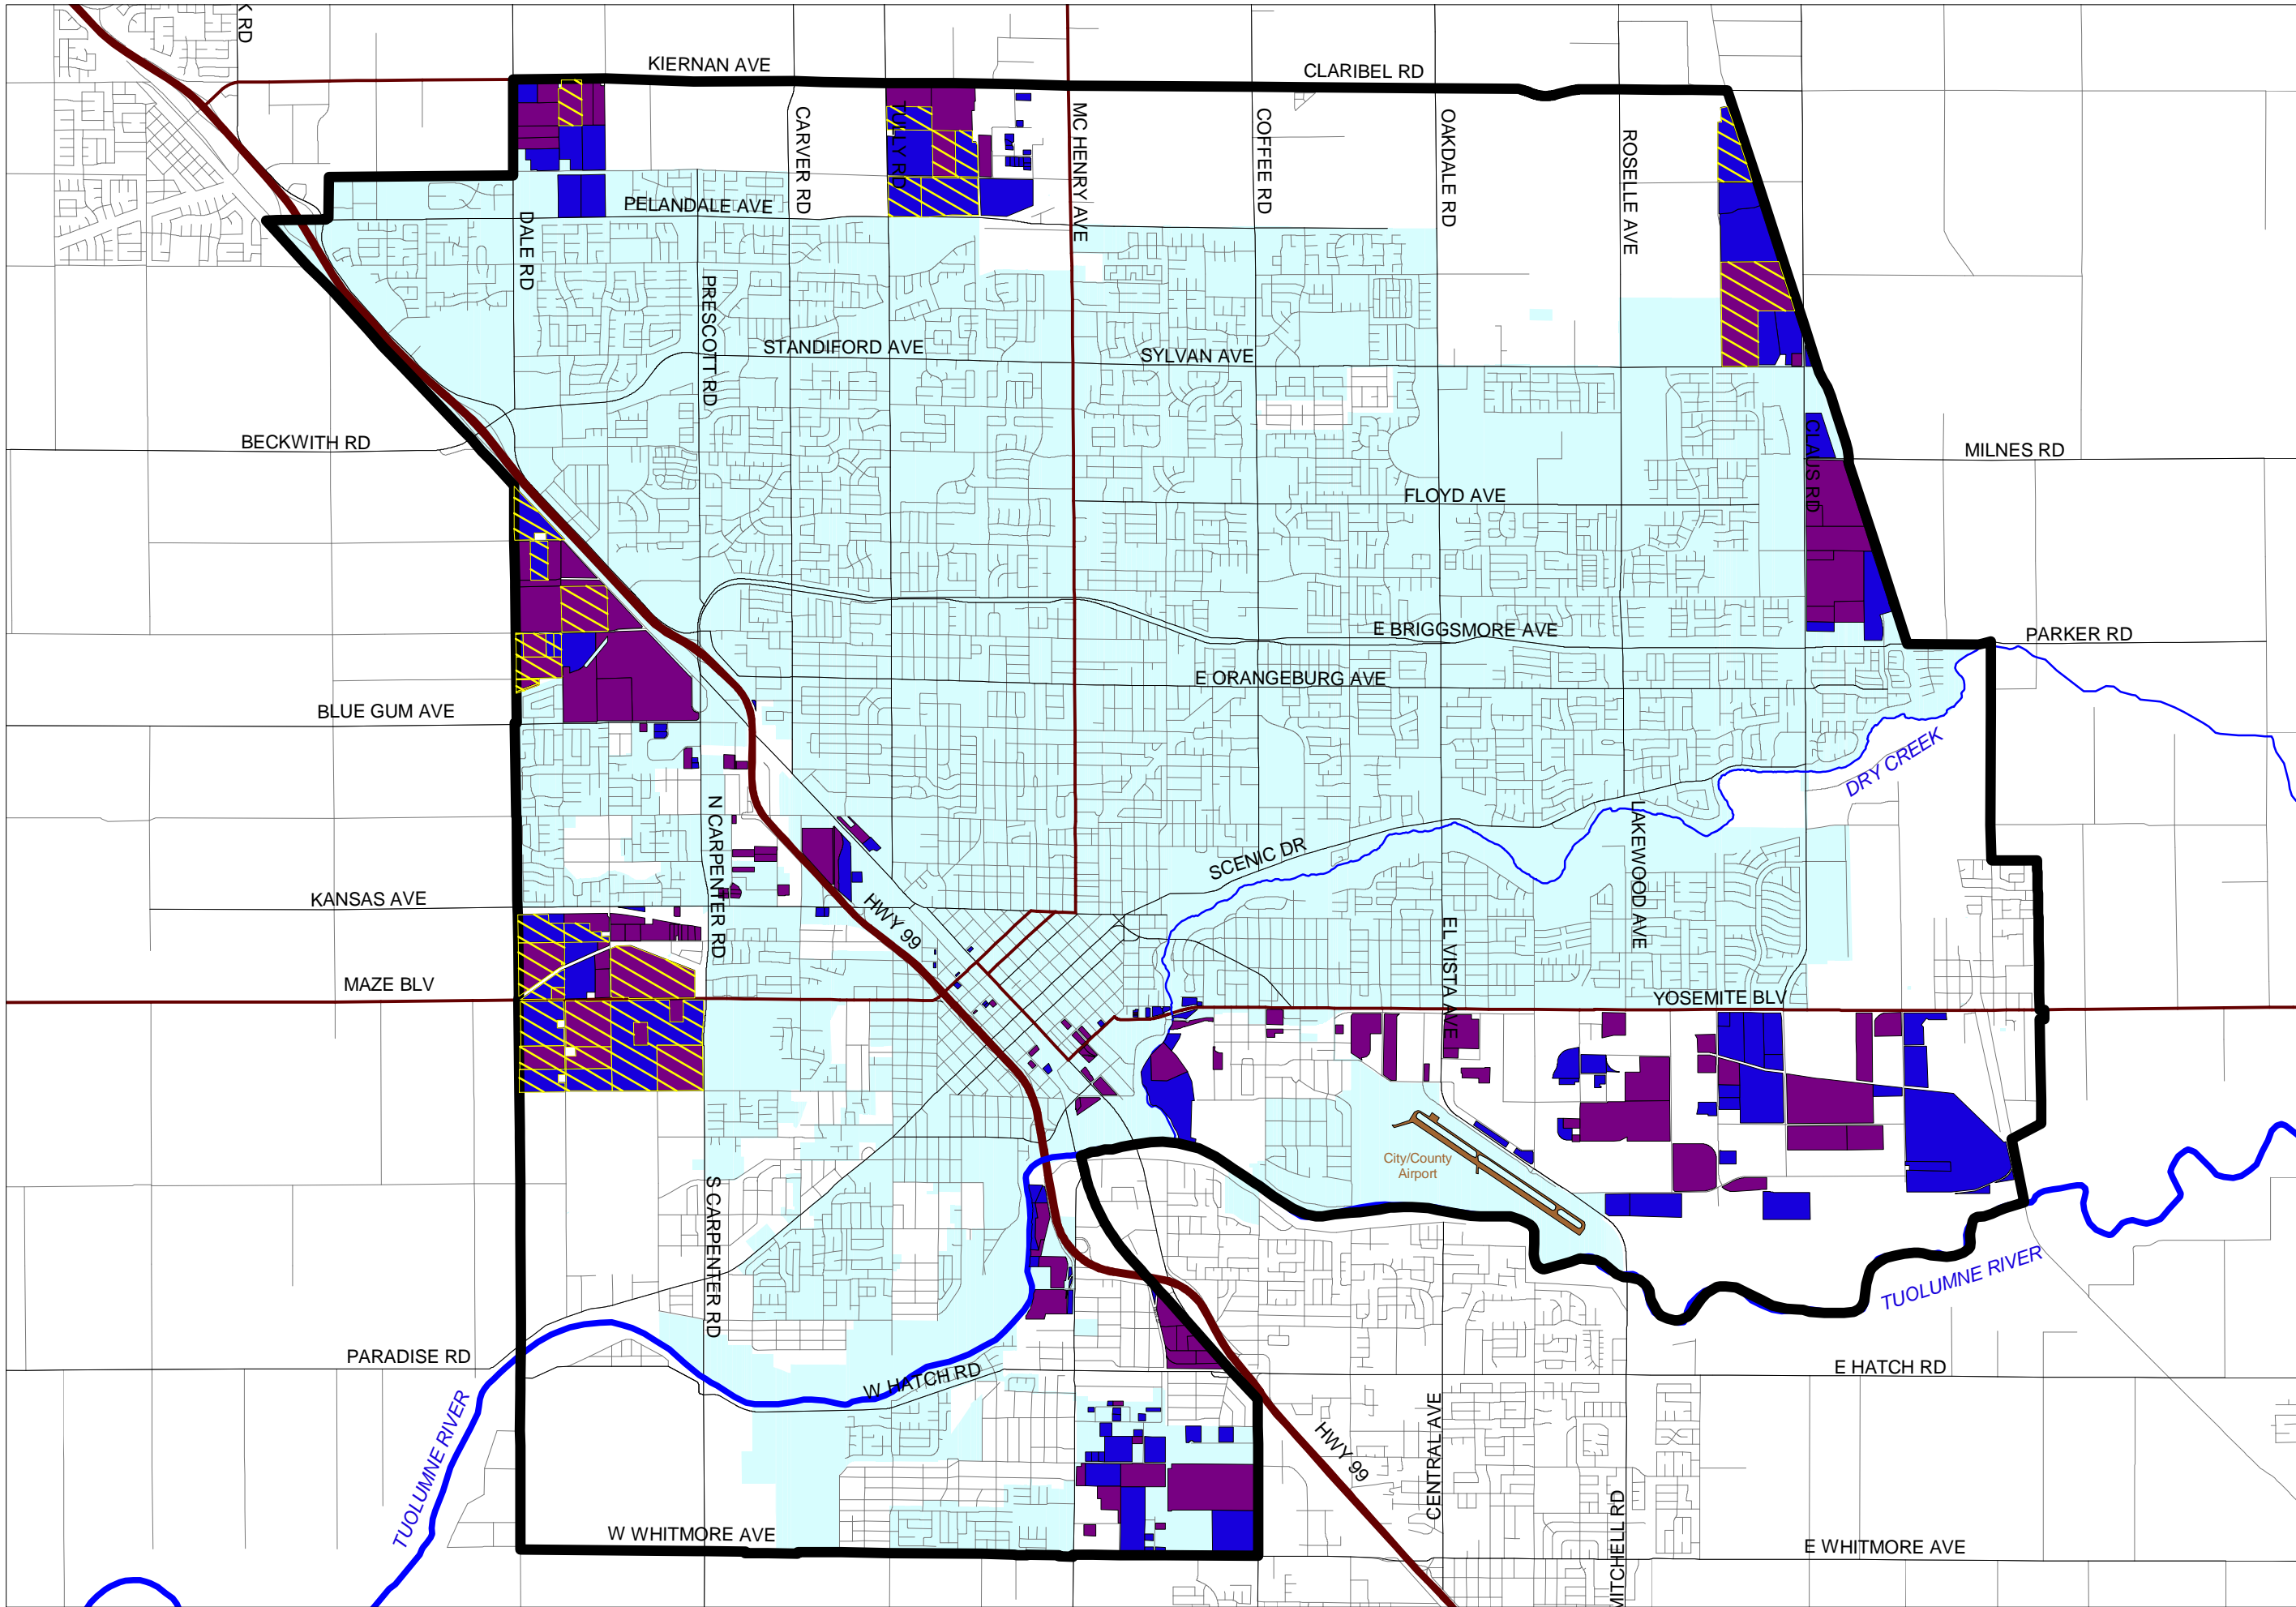 K RD
KIERNAN AVE
CLARIBEL RD
CARVER RD
TULLY RD
MC HENRY AVE
COFFEE RD
OAKDALE RD
ROSELLE AVE
PELANDALE AVE
DALE RD
PRESCOTT RD
STANDIFORD AVE
SYLVAN AVE
BECKWITH RD
CLAUS RD
MILNES RD
FLOYD AVE
E BRIGGSMORE AVE
PARKER RD
E ORANGEBURG AVE
BLUE GUM AVE
DRY CREEK
N CARPENTER RD
SCENIC DR
LAKEWOOD AVE
KANSAS AVE
HWY 99
EL VISTA AVE
MAZE BLV
YOSEMITE BLV
City/County
Airport
S CARPENTER RD
TUOLUMNE RIVER
PARADISE RD
W HATCH RD
E HATCH RD
TUOLUMNE RIVER
HWY 99
CENTRAL AVE
MITCHELL RD
W WHITMORE AVE
E WHITMORE AVE